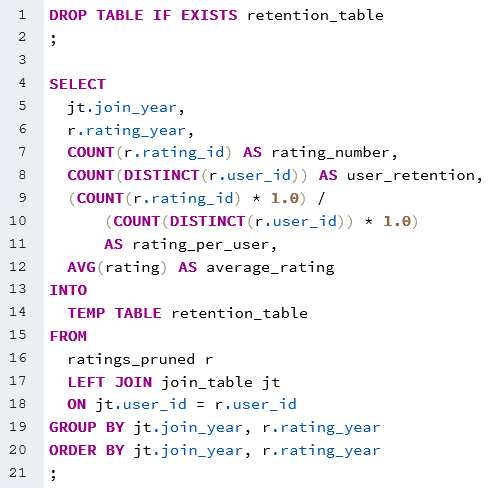 1 DROP TABLE IF EXISTS retention_table
2 ;
3
4 SELECT
5 jt.join_year,
6 r.rating_year,
7 COUNT(r.rating_id) AS rating_number,
8 COUNT(DISTINCT(r.user_id)) AS user_retention,
9 (COUNT(r.rating_id) * 1.0) /
10 (COUNT(DISTINCT(r.user_id)) * 1.0)
11 AS rating_per_user,
12 AVG(rating) AS average_rating
13 INTO
14 TEMP TABLE retention_table
15 FROM
16 ratings_pruned r
17 LEFT JOIN join_table jt
18 ON jt.user_id = r.user_id
19 GROUP BY jt.join_year, r.rating_year
20 ORDER BY jt.join_year, r.rating_year
21 ;